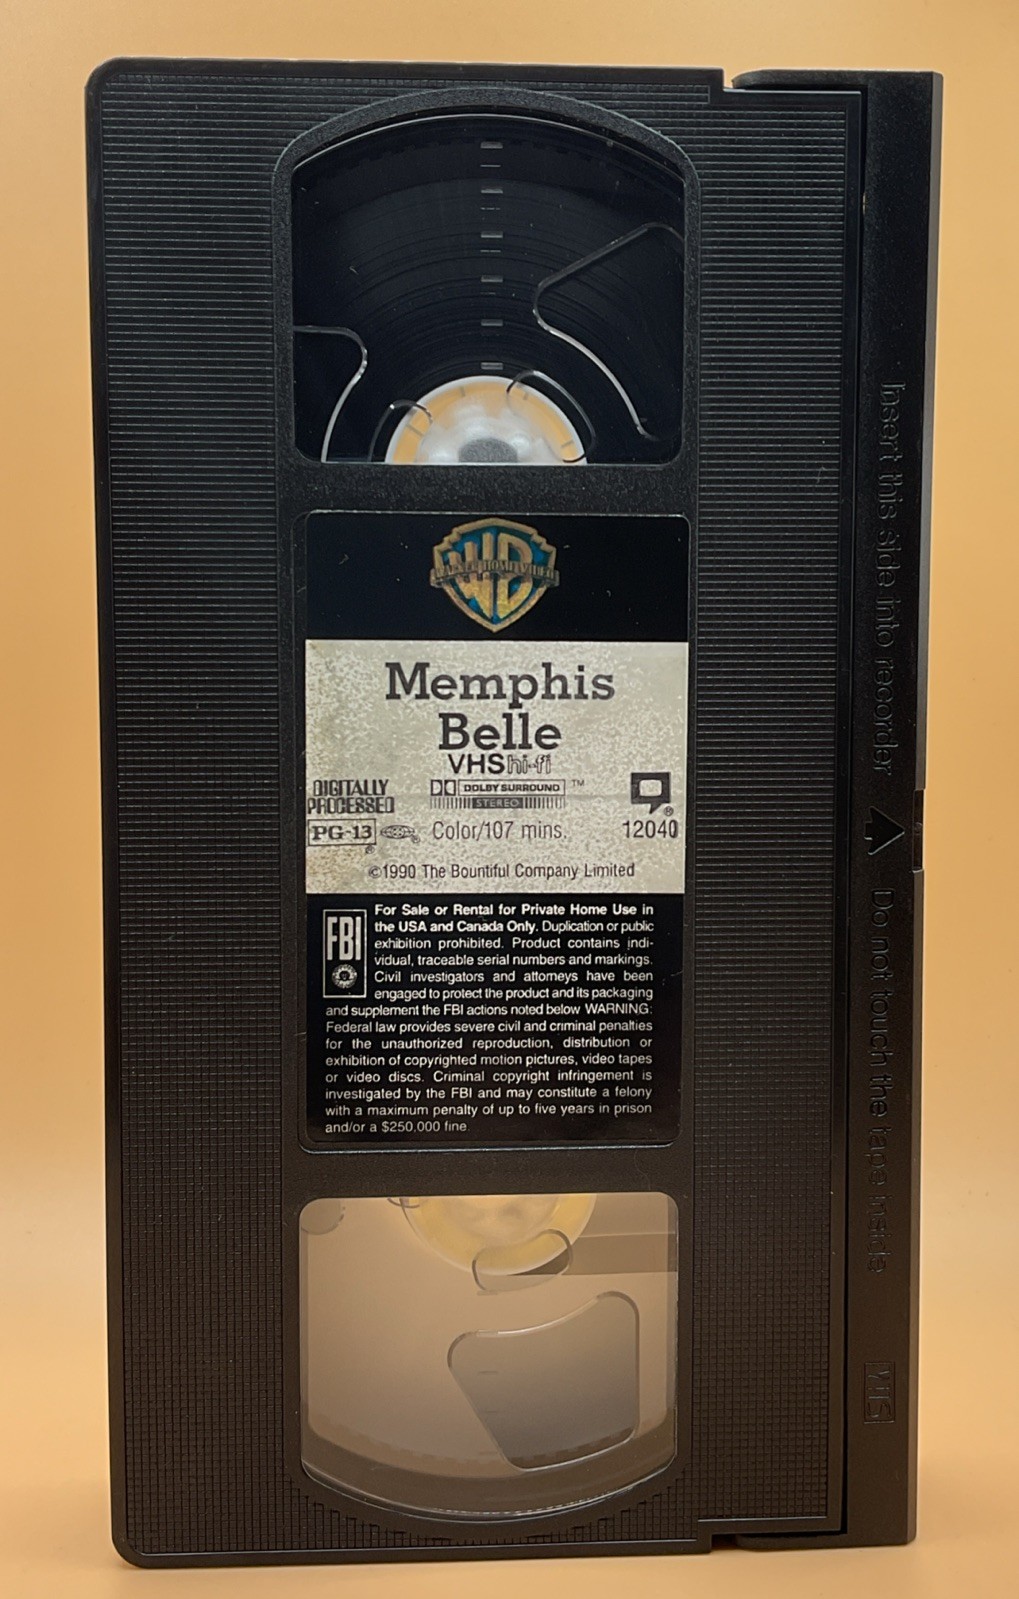 WB
WARNER HOME VIDEO
Memphis
Belle
VHS hi-fi
DIGITALLY
PROCESSED
DOLBY SURROUND ™
STEREO
®
PG-13 ®
Color/107 mins.
12040
©1990 The Bountiful Company Limited
FBI
For Sale or Rental for Private Home Use in
the USA and Canada Only. Duplication or public
exhibition prohibited. Product contains indi-
vidual, traceable serial numbers and markings.
Civil investigators and attorneys have been
engaged to protect the product and its packaging
and supplement the FBI actions noted below WARNING:
Federal law provides severe civil and criminal penalties
for the unauthorized reproduction, distribution or
exhibition of copyrighted motion pictures, video tapes
or video discs. Criminal copyright infringement is
investigated by the FBI and may constitute a felony
with a maximum penalty of up to five years in prison
and/or a $250,000 fine.
Insert this side into recorder
Do not touch the tape inside
VHS